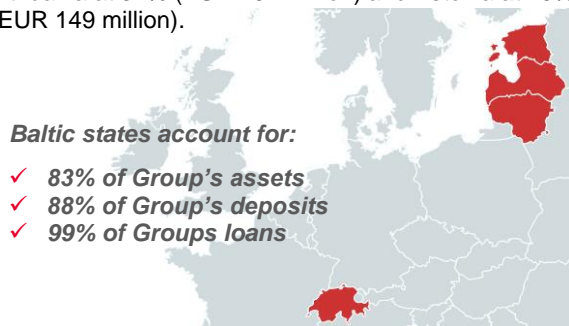 EUR 149 million).
Baltic states account for:
✓ 83% of Group's assets
✓ 88% of Group's deposits
✓ 99% of Groups loans